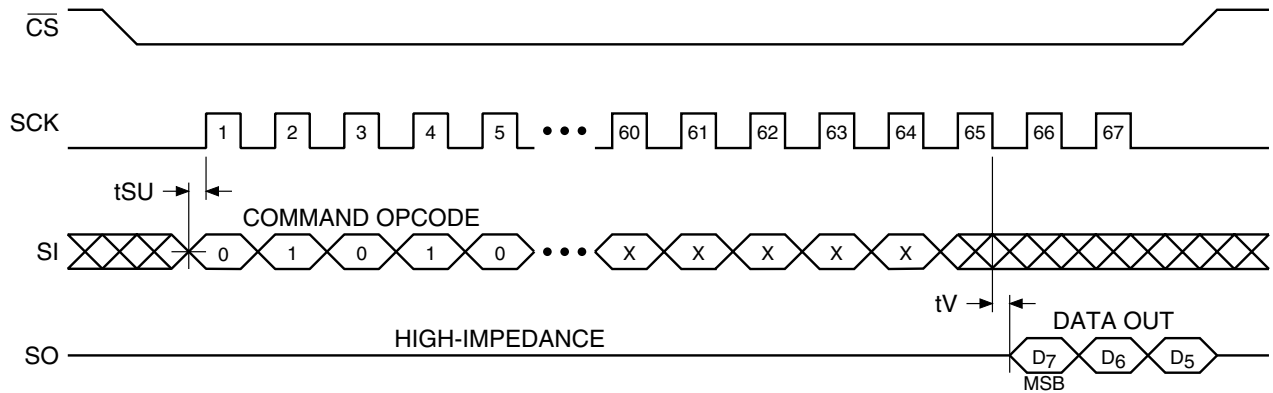 CS
SCK
1 2 3 4 5 ••• 60 61 62 63 64 65 66 67
tSU
COMMAND OPCODE
SI
0 1 0 1 0 ••• X X X X X
tV
DATA OUT
HIGH-IMPEDANCE
SO
D7 D6 D5
MSB